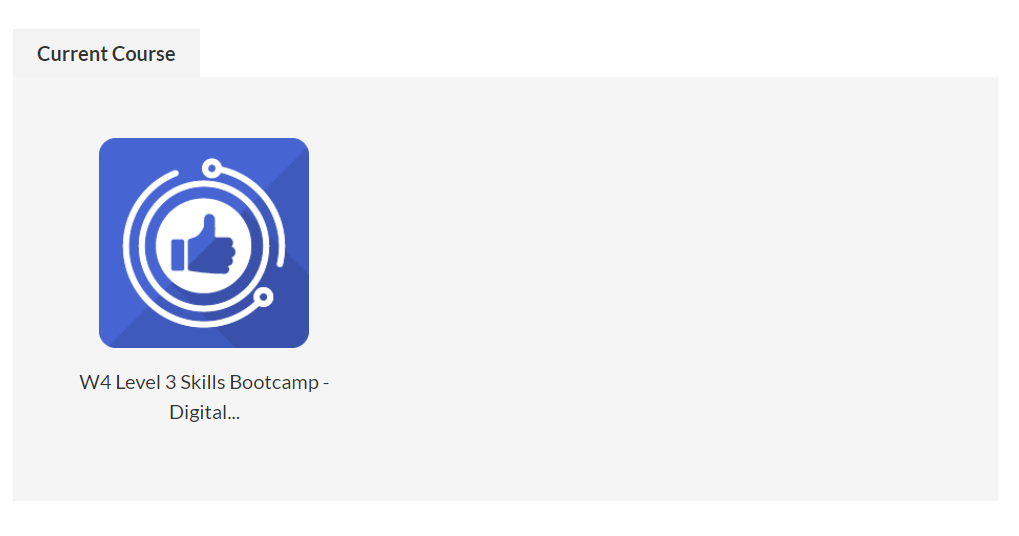 Current Course
W4 Level 3 Skills Bootcamp -
Digital...